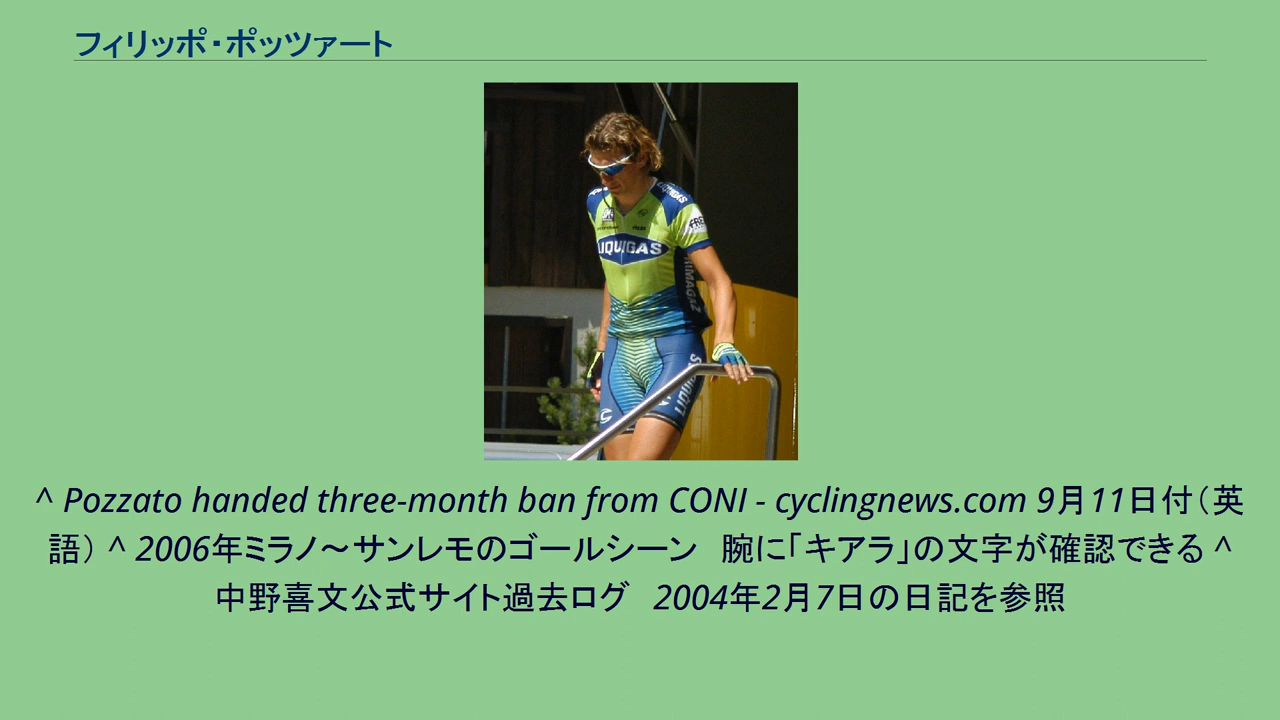 フィリッポ・ポッツァート
LIQUIGAS
LIQUIGAS
^ Pozzato handed three-month ban from CONI - cyclingnews.com 9月11日付（英
語） ^ 2006年ミラノ～サンレモのゴールシーン　腕に「キアラ」の文字が確認できる ^
中野喜文公式サイト過去ログ　2004年2月7日の日記を参照